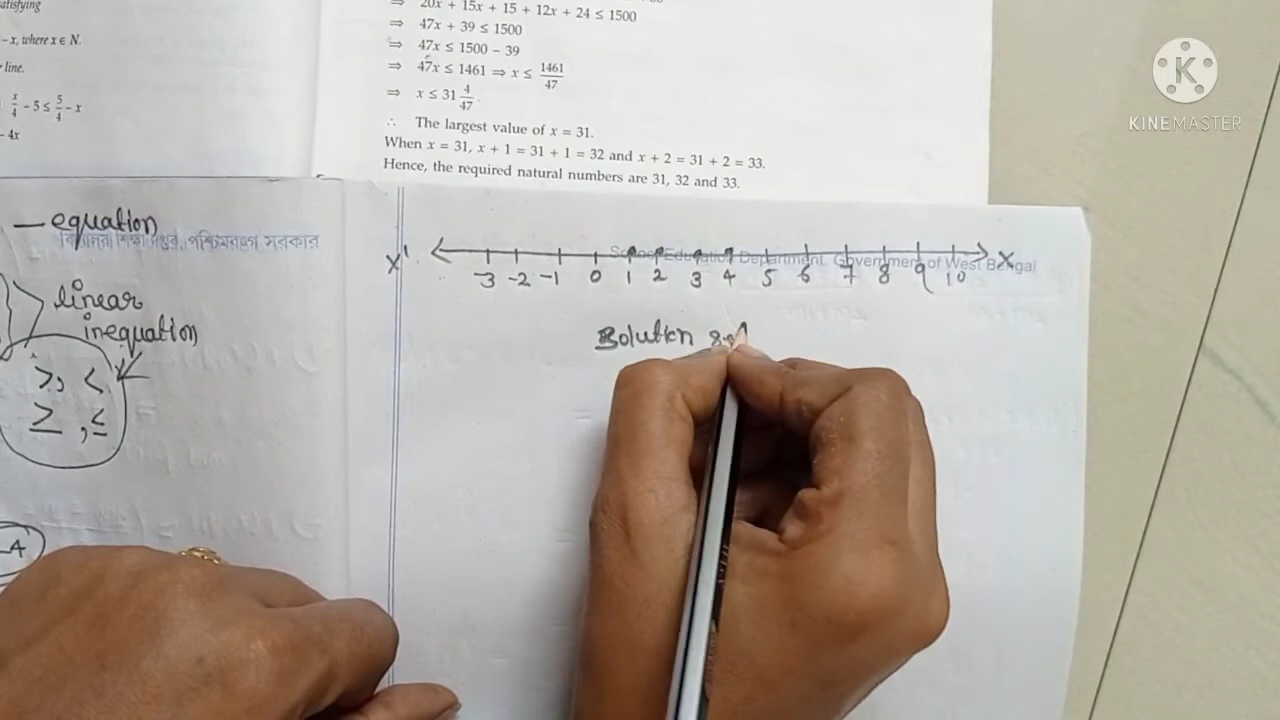 atisfying
– x, where x ∈ N.
line.
x/4 – 5 ≤ 5/4 – x
– 4x
⇒ 20x + 15x + 15 + 12x + 24 ≤ 1500
⇒ 47x + 39 ≤ 1500
⇒ 47x ≤ 1500 – 39
⇒ 47x ≤ 1461 ⇒ x ≤ 1461/47
⇒ x ≤ 31 4/47.
∴ The largest value of x = 31.
When x = 31, x + 1 = 31 + 1 = 32 and x + 2 = 31 + 2 = 33.
Hence, the required natural numbers are 31, 32 and 33.
KINEMASTER
– equation
পশ্চিমবঙ্গ সরকার
linear
inequation
>, <
≥, ≤
4
School Education Department Government of West Bengal
X' X
-3 -2 -1 0 1 2 3 4 5 6 7 8 9 10
Solution